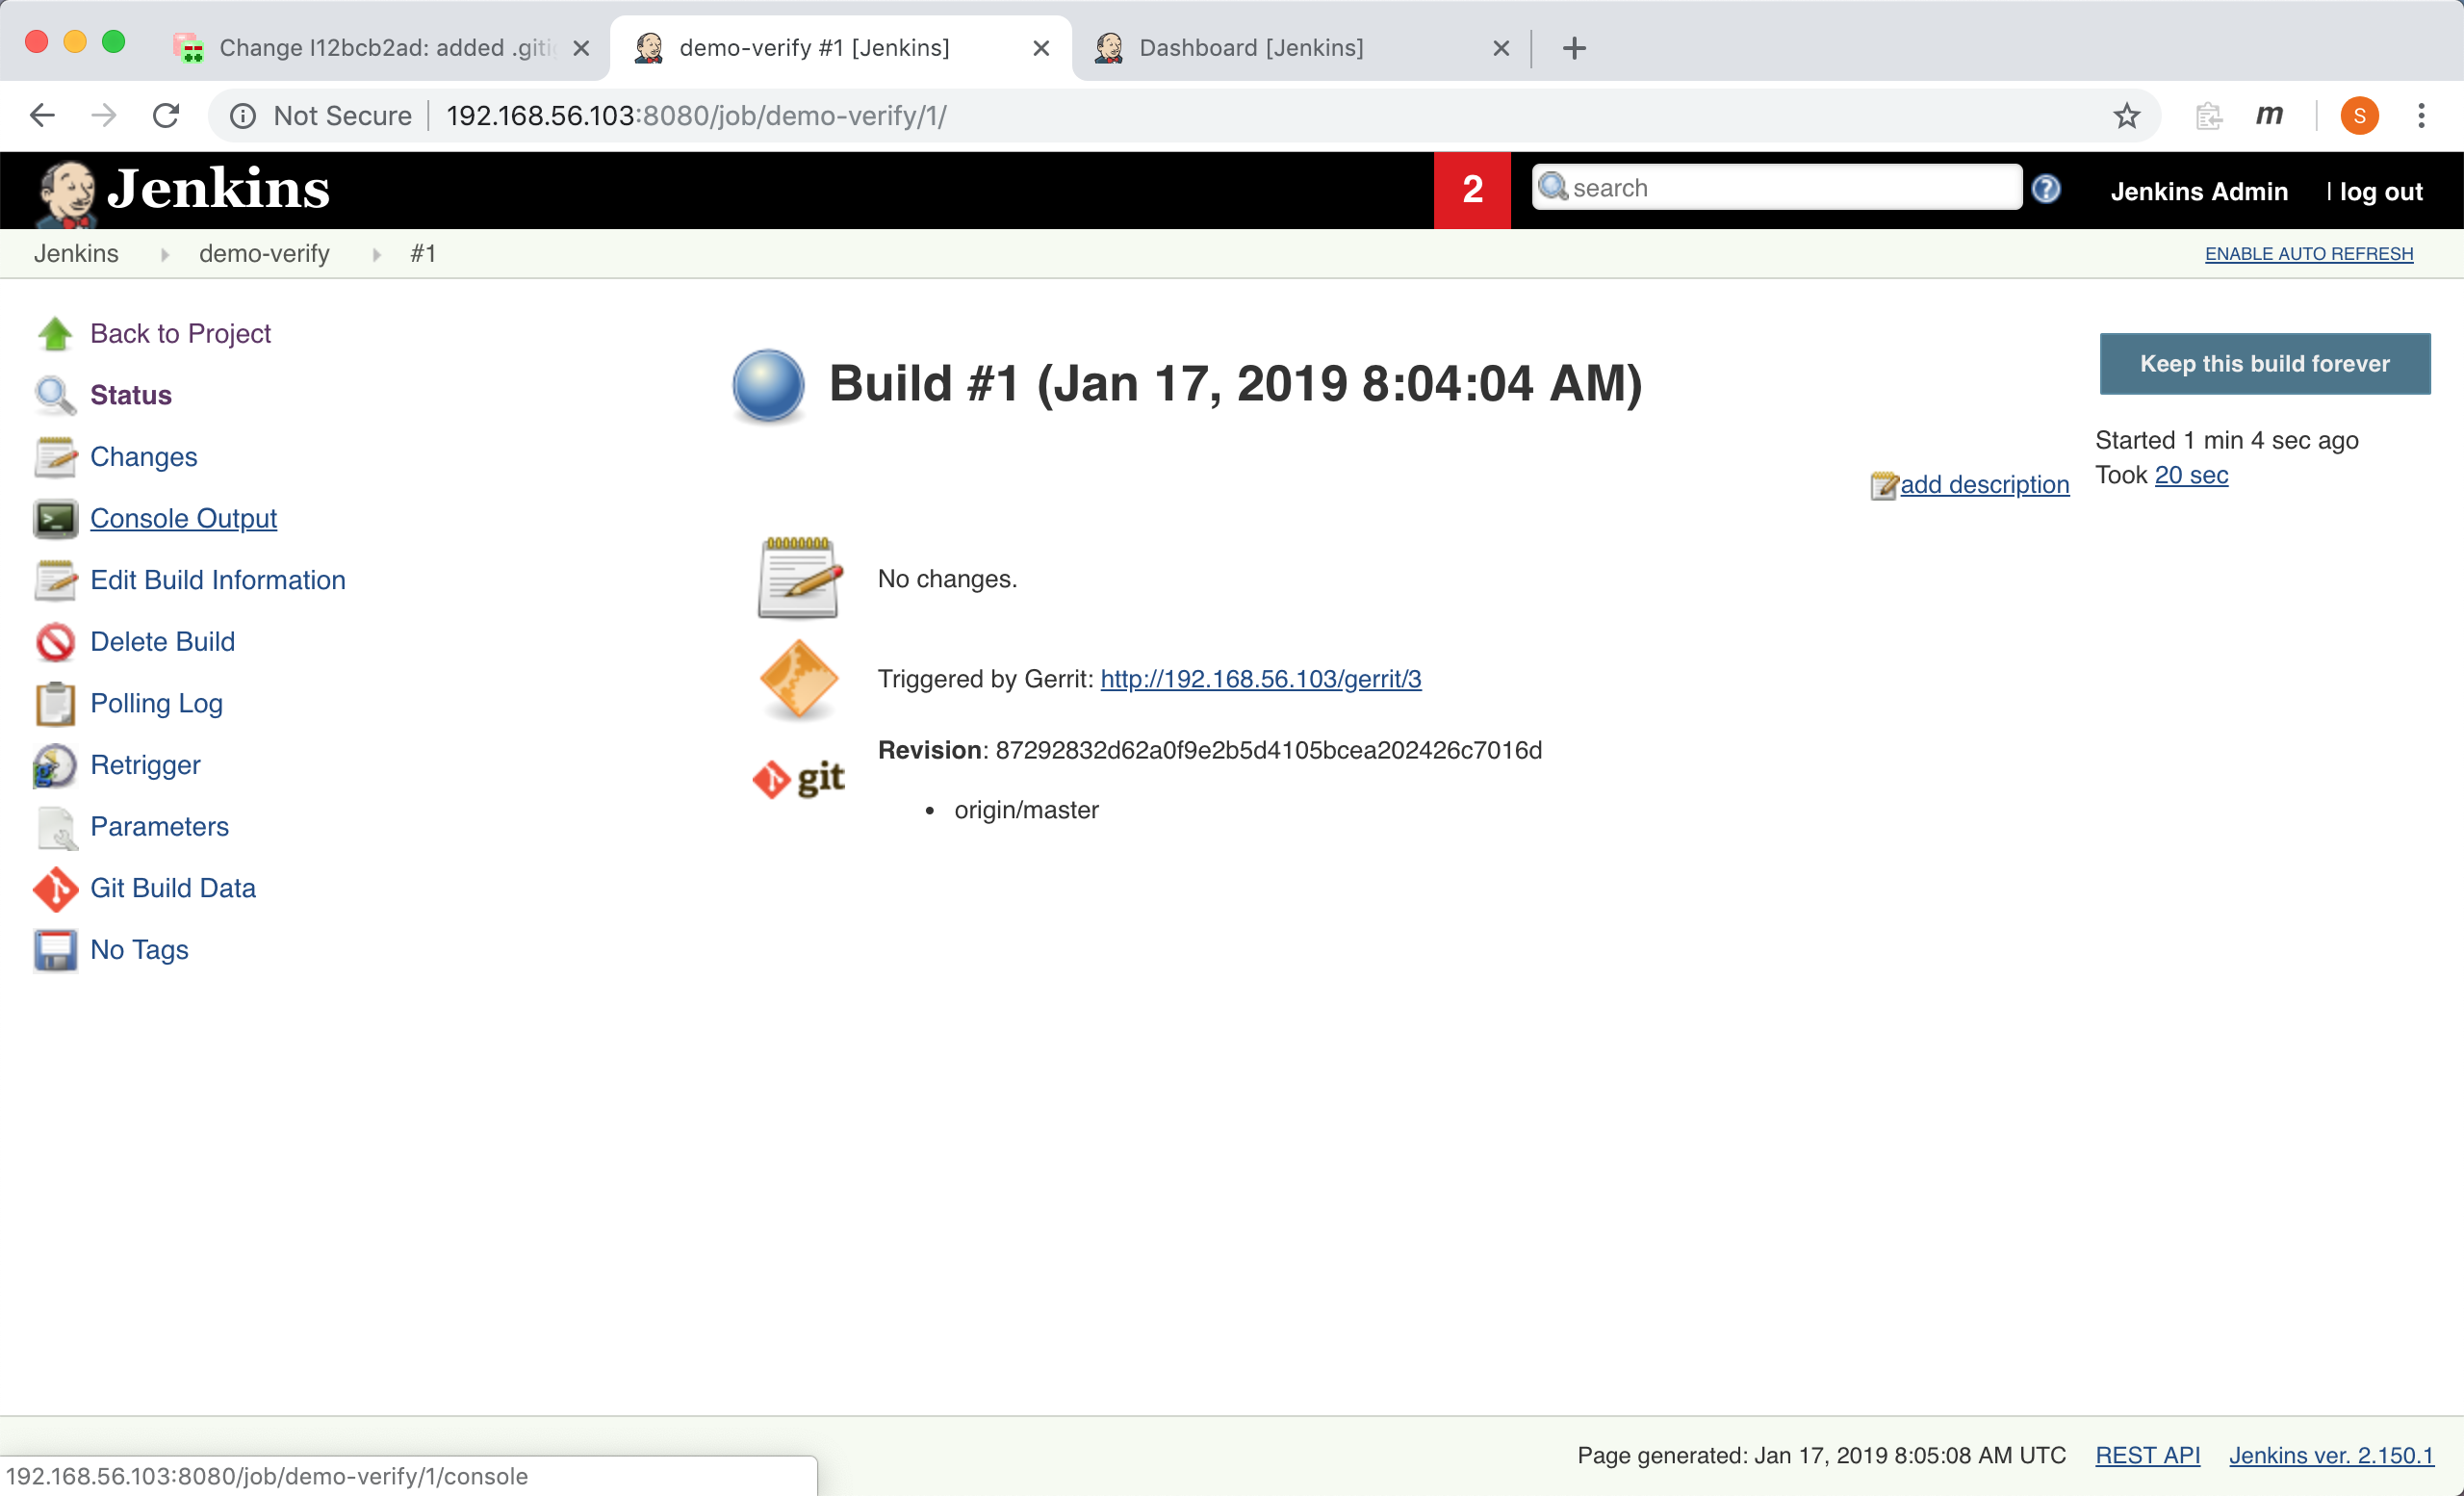 Change I12bcb2ad: added .giti
demo-verify #1 [Jenkins]
Dashboard [Jenkins]
Not Secure
192.168.56.103:8080/job/demo-verify/1/
m
S
Jenkins
2
search
?
Jenkins Admin
| log out
Jenkins
demo-verify
#1
ENABLE AUTO REFRESH
Back to Project
Status
Changes
Console Output
Edit Build Information
Delete Build
Polling Log
Retrigger
Parameters
Git Build Data
No Tags
Build #1 (Jan 17, 2019 8:04:04 AM)
Keep this build forever
Started 1 min 4 sec ago
Took 20 sec
add description
No changes.
Triggered by Gerrit: http://192.168.56.103/gerrit/3
git
Revision: 87292832d62a0f9e2b5d4105bcea202426c7016d
• origin/master
Page generated: Jan 17, 2019 8:05:08 AM UTC
REST API
Jenkins ver. 2.150.1
192.168.56.103:8080/job/demo-verify/1/console